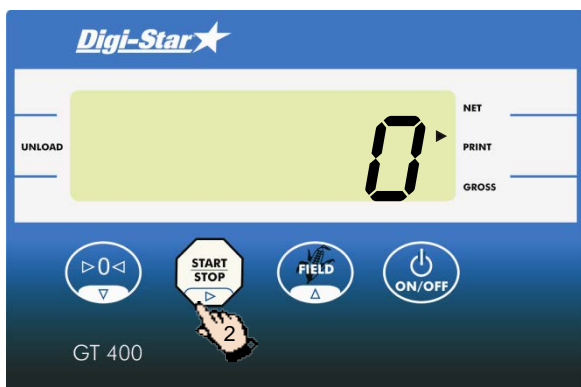 Digi-Star
NET
UNLOAD
0
PRINT
GROSS
▷0◁
START
STOP
FIELD
ON/OFF
2
GT 400